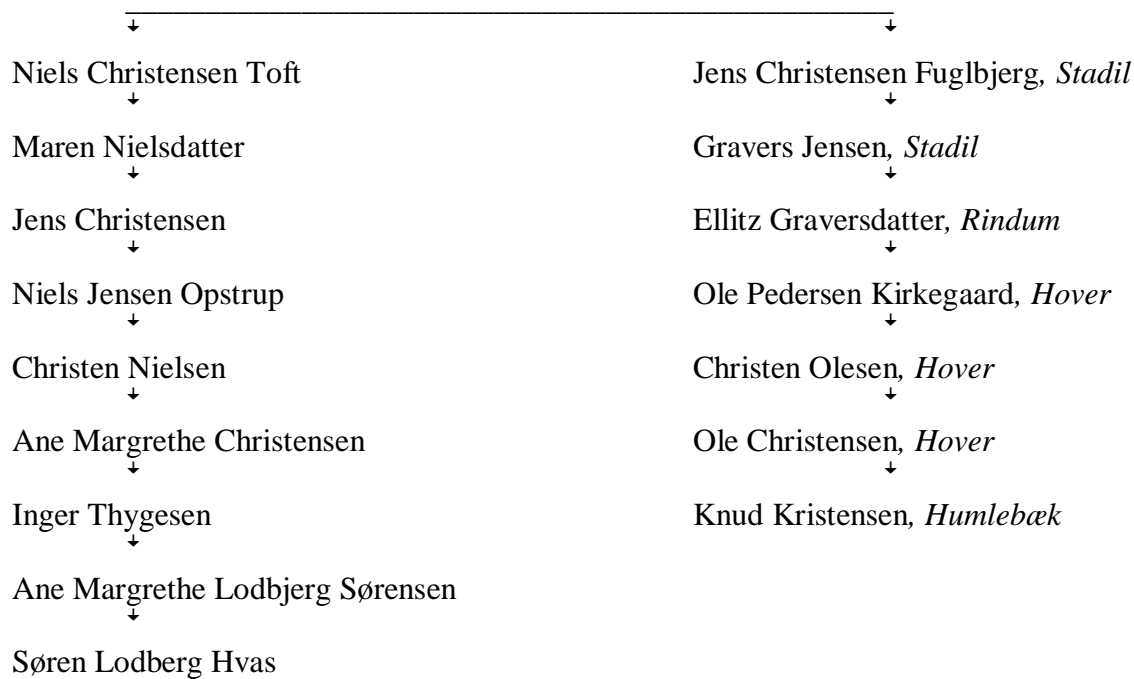 Niels Christensen Toft
Jens Christensen Fuglbjerg, Stadil
Maren Nielsdatter
Gravers Jensen, Stadil
Jens Christensen
Ellitz Graversdatter, Rindum
Niels Jensen Opstrup
Ole Pedersen Kirkegaard, Hover
Christen Nielsen
Christen Olesen, Hover
Ane Margrethe Christensen
Ole Christensen, Hover
Inger Thygesen
Knud Kristensen, Humlebæk
Ane Margrethe Lodbjerg Sørensen
Søren Lodberg Hvas